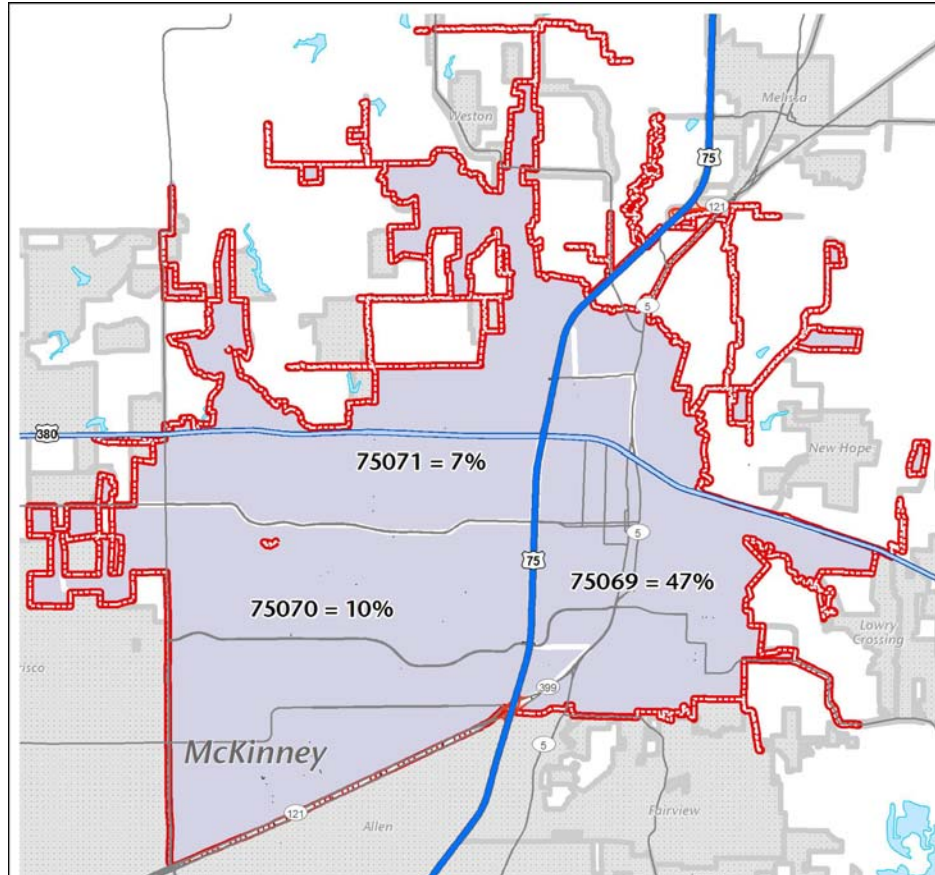 Melissa
Weston
75
121
5
380
75071 = 7%
New Hope
5
75
75069 = 47%
75070 = 10%
Lowry
Crossing
risco
399
McKinney
5
121
Allen
Fairview